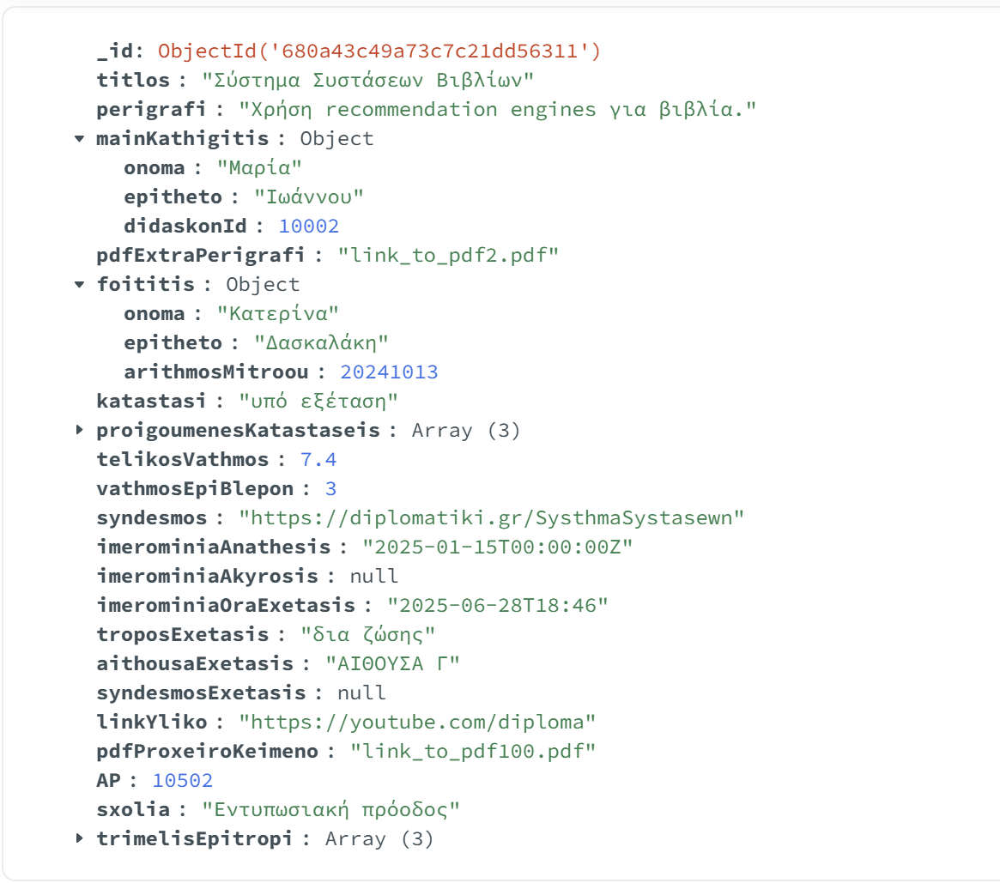 _id: ObjectId('680a43c49a73c7c21dd56311')
titlos : "Σύστημα Συστάσεων Βιβλίων"
perigrafi : "Χρήση recommendation engines για βιβλία."
mainKathigitis : Object
onoma : "Μαρία"
epitheto : "Ιωάννου"
didaskonId : 10002
pdfExtraPerigrafi : "link_to_pdf2.pdf"
foititis : Object
onoma : "Κατερίνα"
epitheto : "Δασκαλάκη"
arithmosMitroou : 20241013
katastasi : "υπό εξέταση"
proigoumenesKatastaseis : Array (3)
telikosVathmos : 7.4
vathmosEpiBlepon : 3
syndesmos : "https://diplomatiki.gr/SysthmaSystasewn"
imerominiaAnathesis : "2025-01-15T00:00:00Z"
imerominiaAkyrosis : null
imerominiaOraExetasis : "2025-06-28T18:46"
troposExetasis : "δια ζώσης"
aithousaExetasis : "ΑΙΘΟΥΣΑ Γ"
syndesmosExetasis : null
linkYliko : "https://youtube.com/diploma"
pdfProxeiroKeimeno : "link_to_pdf100.pdf"
AP : 10502
sxolia : "Εντυπωσιακή πρόοδος"
trimelisEpitropi : Array (3)